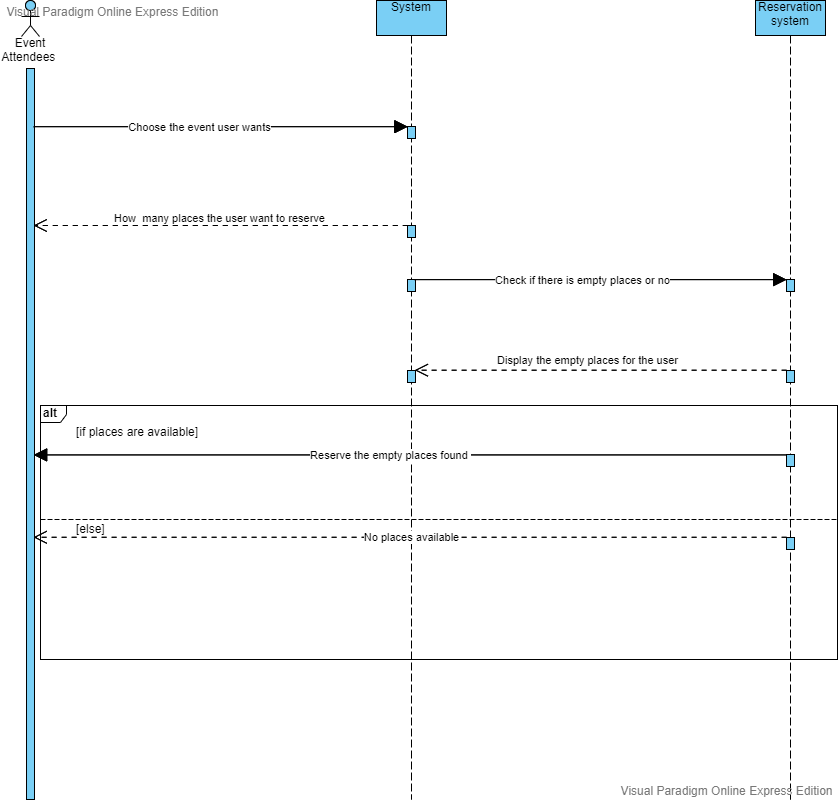 Visual Paradigm Online Express Edition
System
Reservation
system
Event
Attendees
Choose the event user wants
How  many places the user want to reserve
Check if there is empty places or no
Display the empty places for the user
alt
[if places are available]
Reserve the empty places found
[else]
No places available
Visual Paradigm Online Express Edition